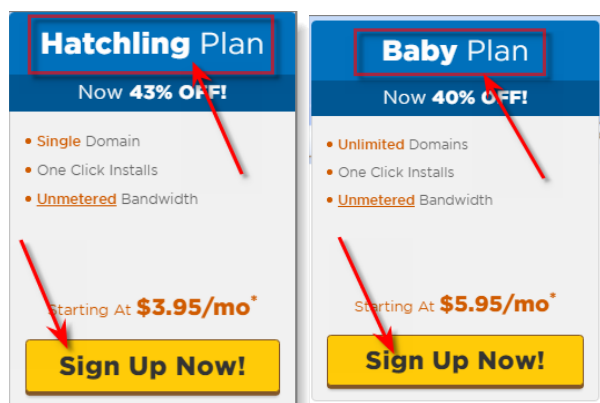 Hatchling Plan
Now 43% OFF!
Single Domain
One Click Installs
Unmetered Bandwidth
Starting At $3.95/mo*
Sign Up Now!
Baby Plan
Now 40% OFF!
Unlimited Domains
One Click Installs
Unmetered Bandwidth
Starting At $5.95/mo*
Sign Up Now!